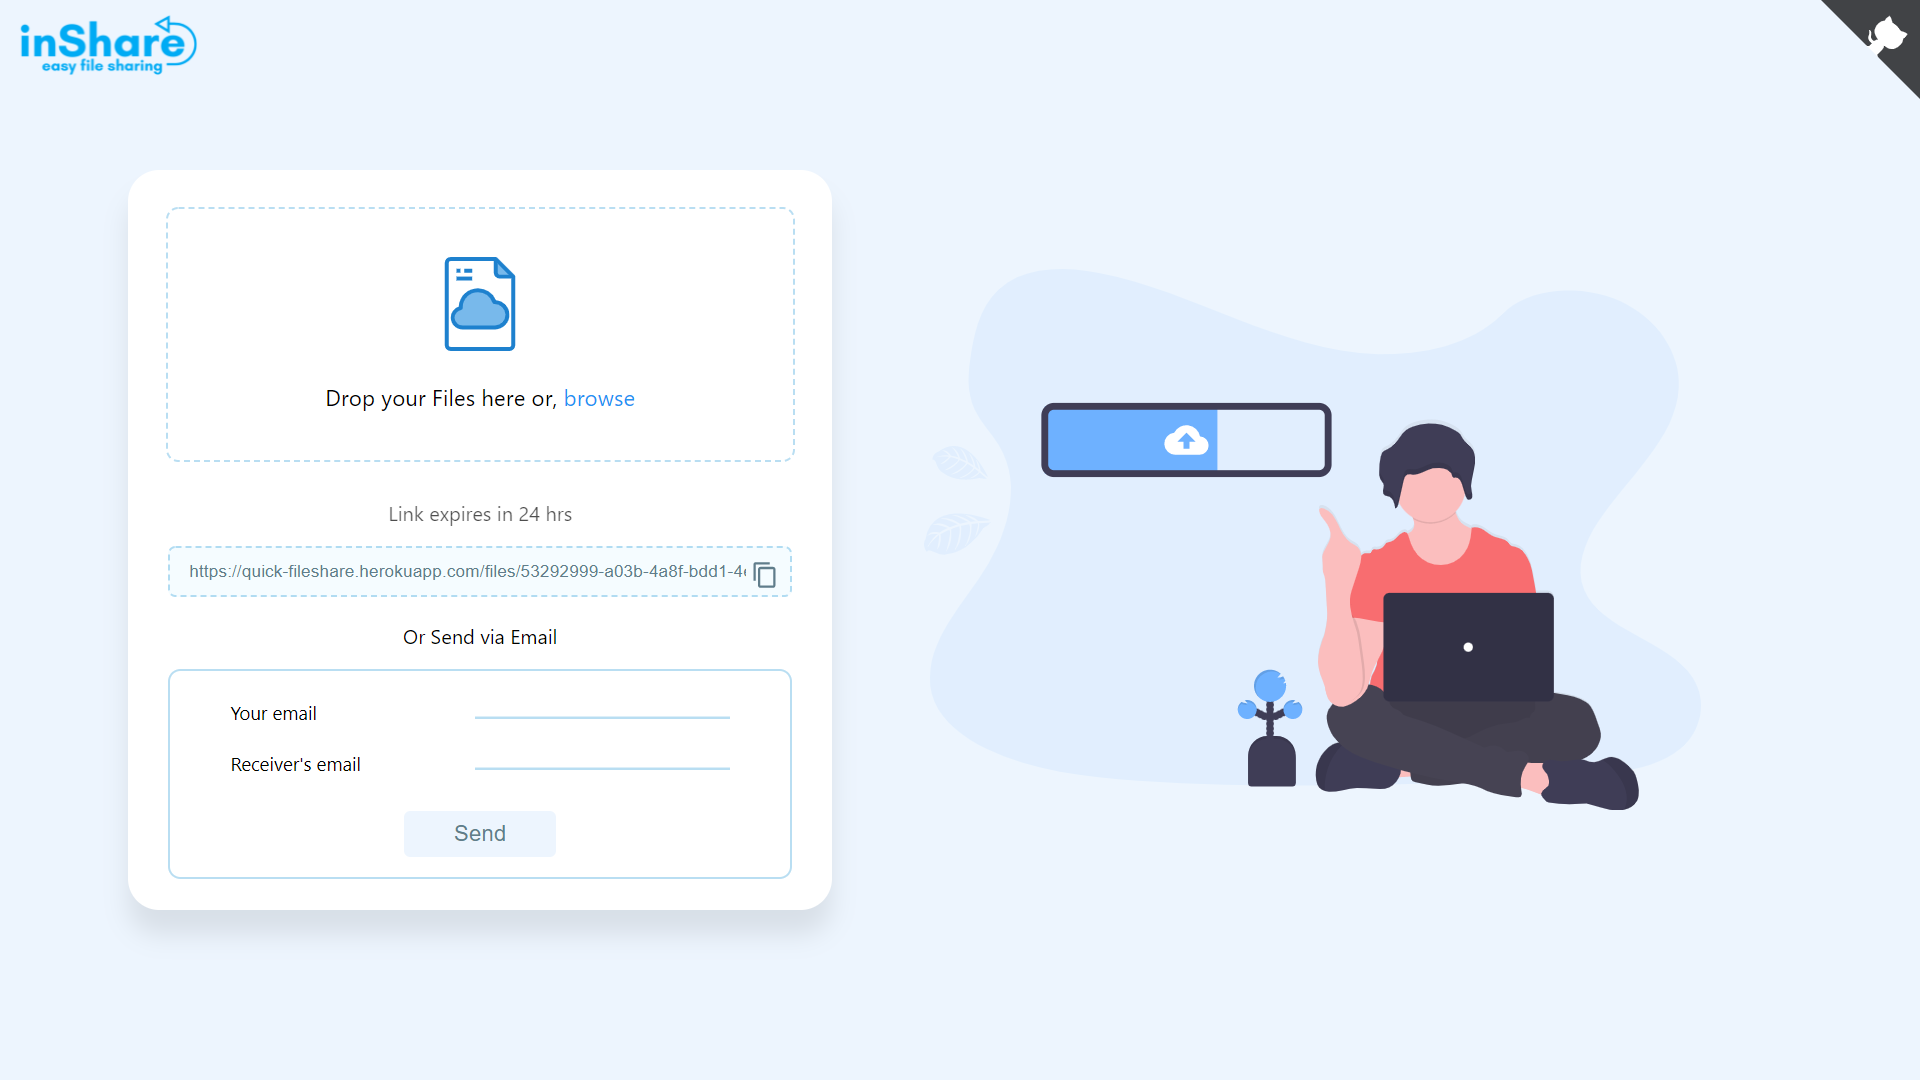 inShare
easy file sharing
Drop your Files here or, browse
Link expires in 24 hrs
https://quick-fileshare.herokuapp.com/files/53292999-a03b-4a8f-bdd1-4
Or Send via Email
Your email
Receiver's email
Send